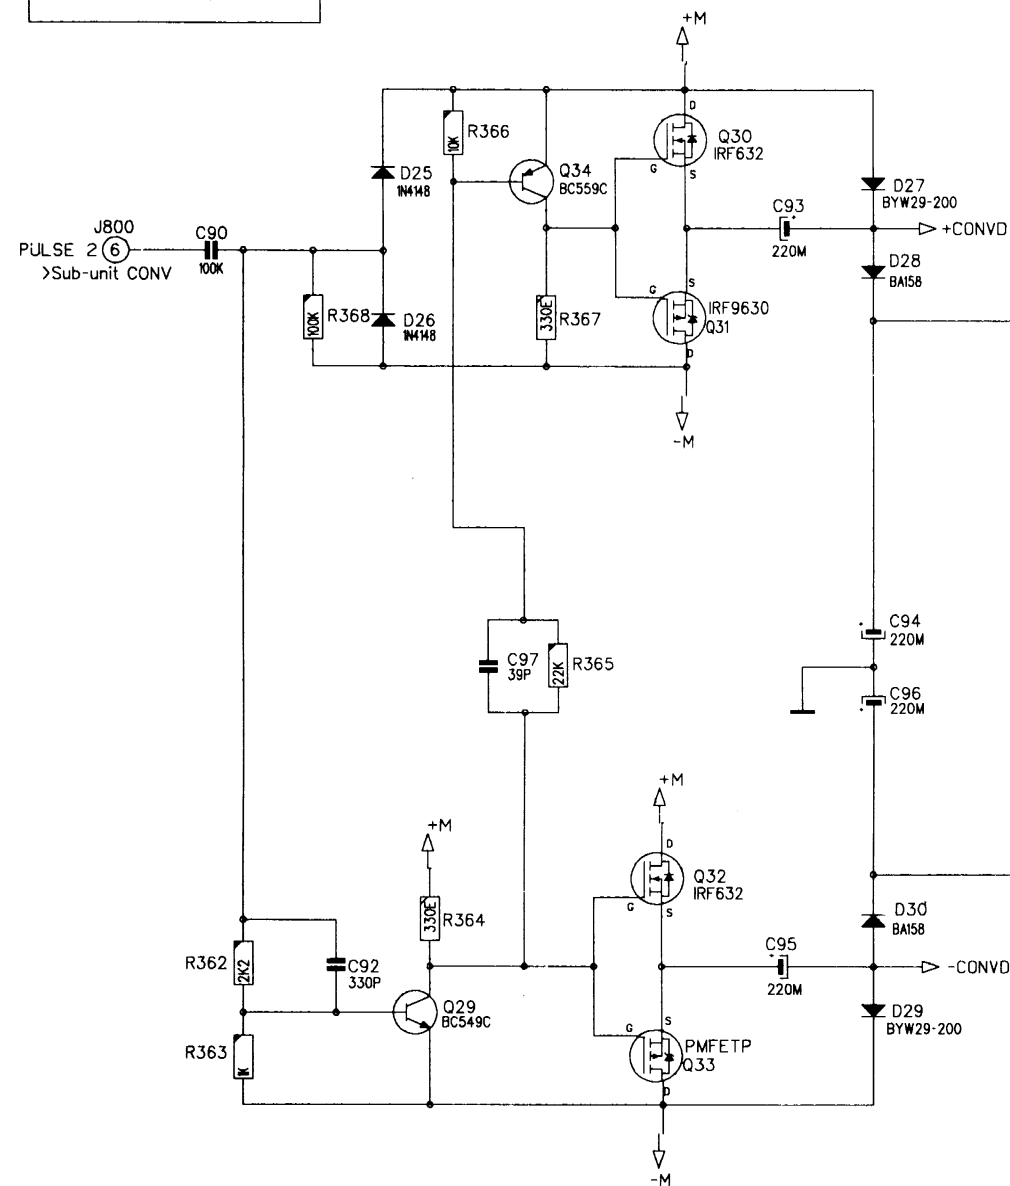 +M
D
R366
10K
Q30
IRF632
D25
1N4148
Q34
BC559C
G
S
D27
BYW29-200
J800
C90
C93
+
PULSE 2
6
+CONVD
100K
>Sub-unit CONV
D28
BA158
G
S
R368
100K
D26
1N4148
330E
R367
IRF9630
Q31
D
-M
C94
+
220M
C97
39P
R365
22K
C96
+
220M
+M
+M
D
Q32
IRF632
330E
R364
G
S
D30
BA158
R362
2K2
C92
330P
C95
+
220M
-CONVD
Q29
BC549C
D29
BYW29-200
G
S
R363
1K
PMFETP
Q33
D
-M
220M